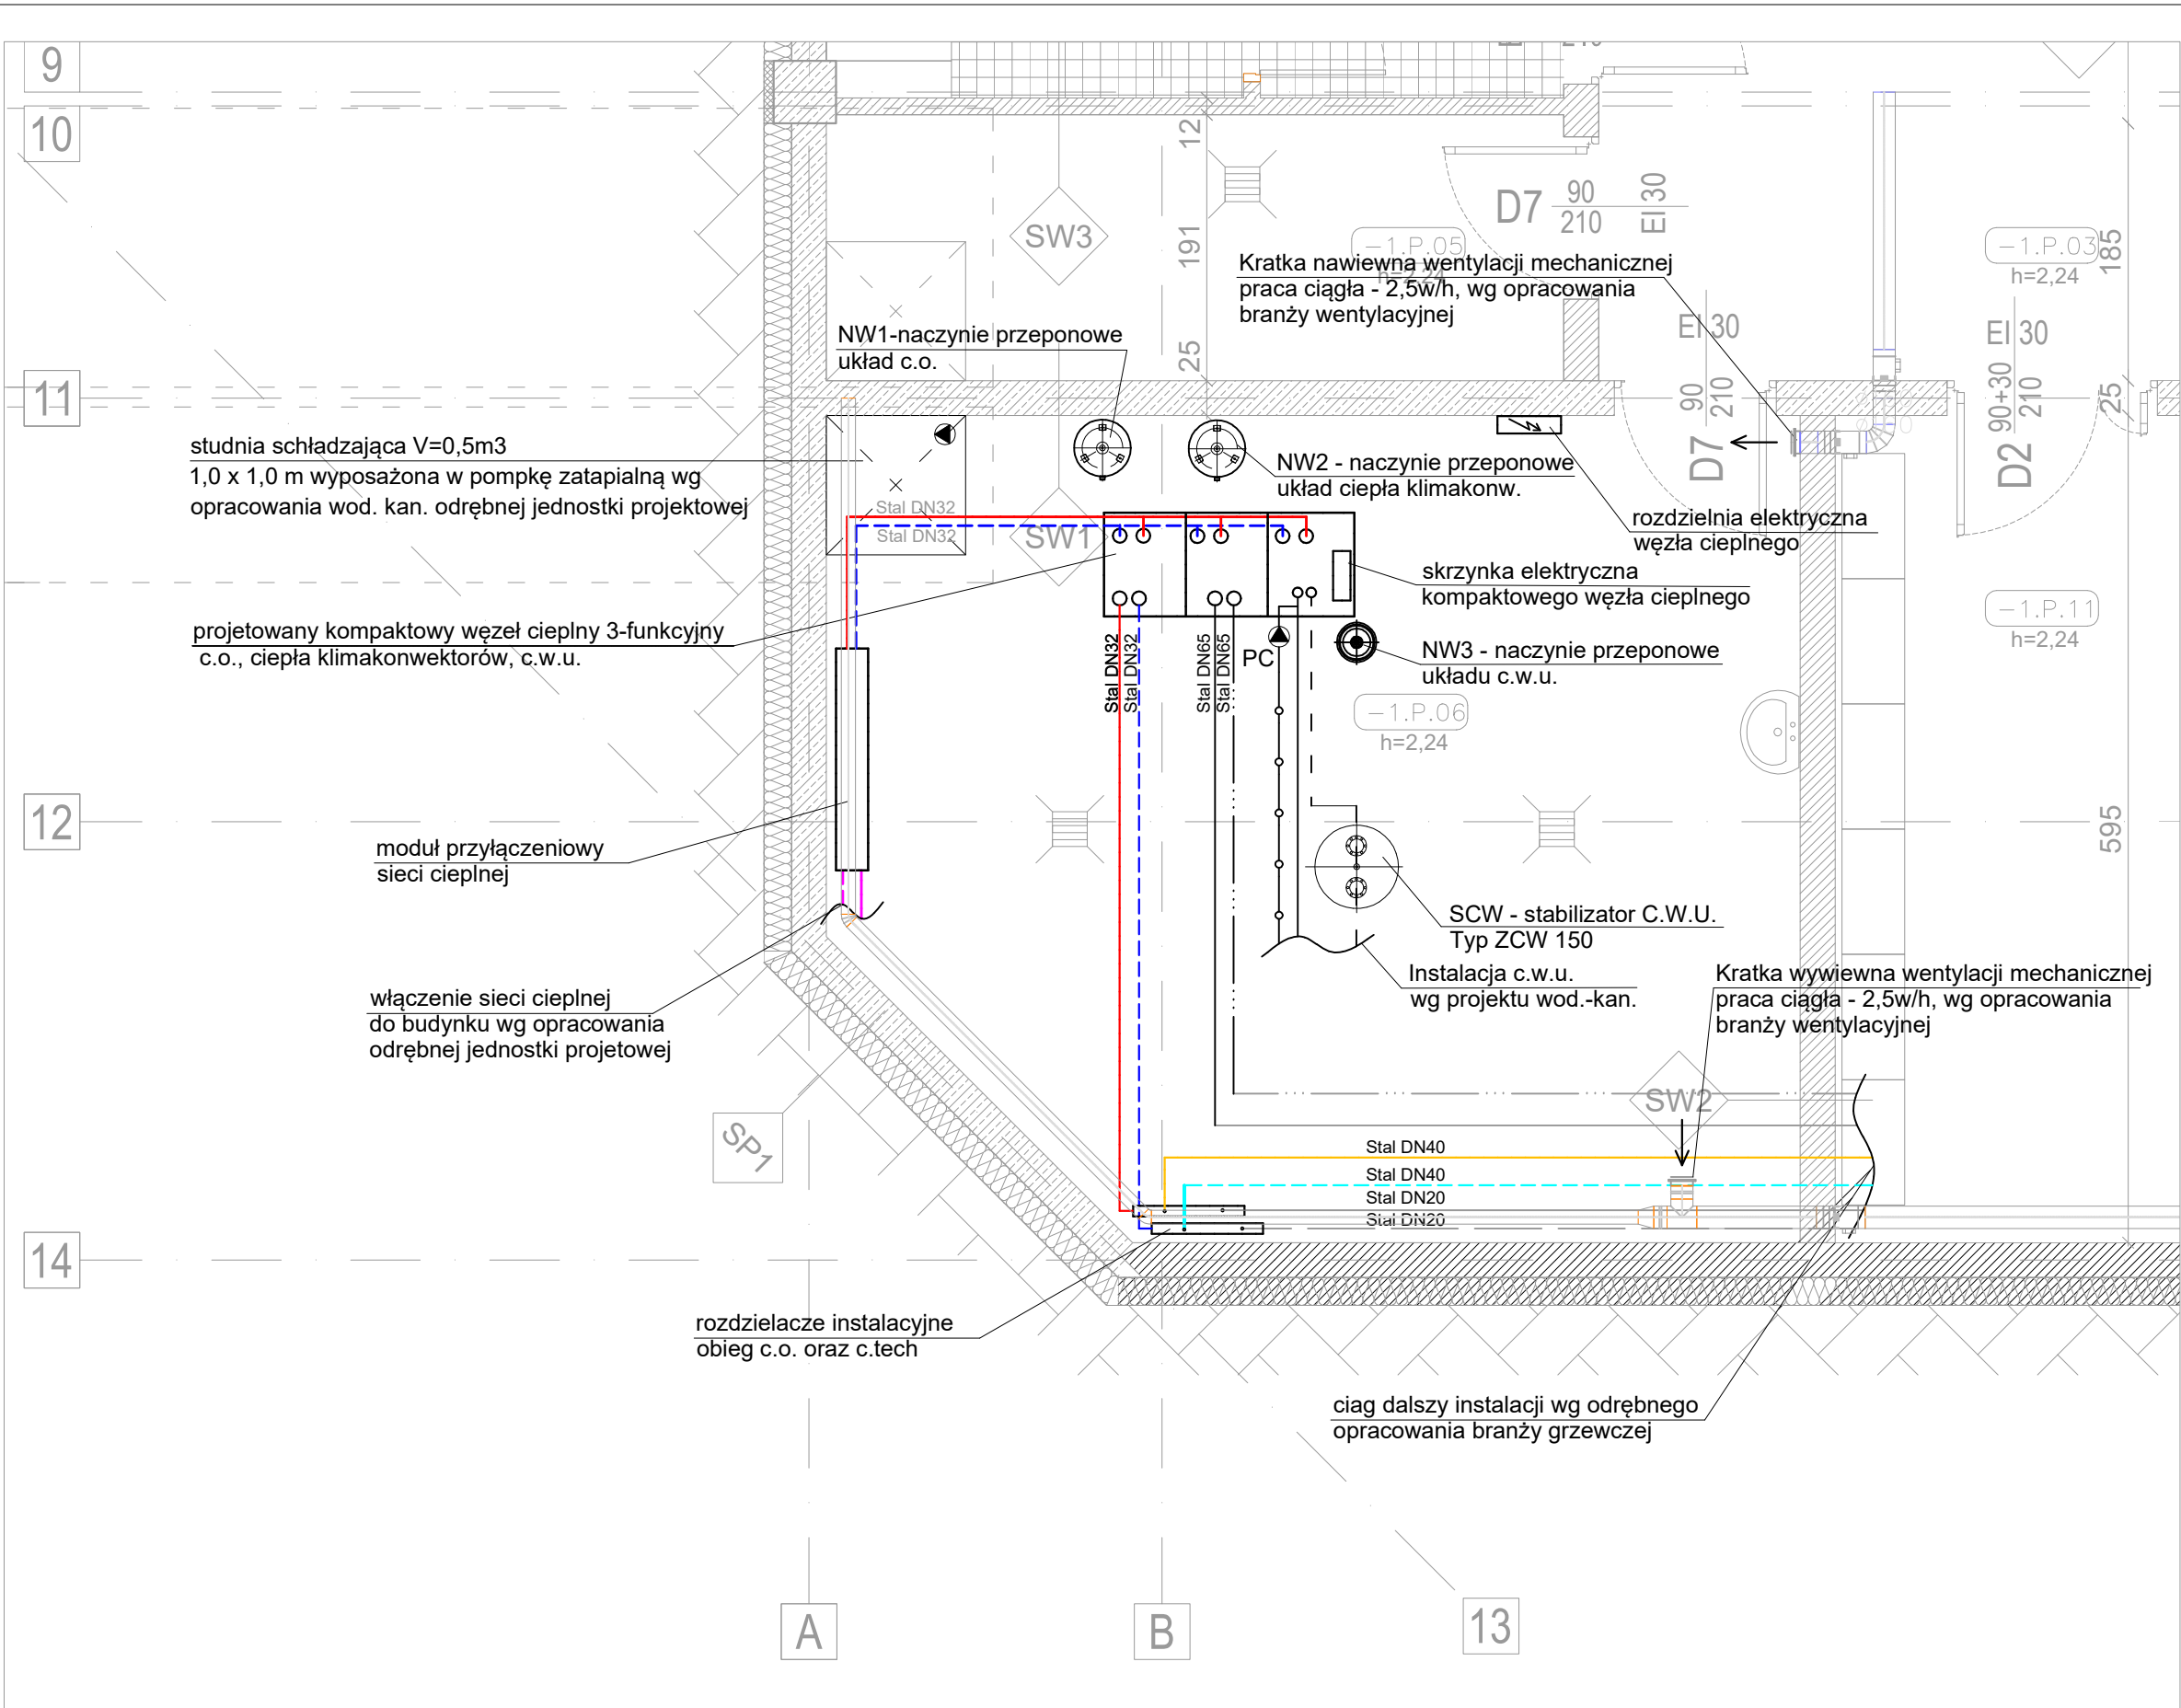 9
10
11
12
14
A
B
13
12
191
25
SW3
D7 90
210
EI 30
-1.P.05
h=2,24
-1.P.03
h=2,24
185
Kratka nawiewna wentylacji mechanicznej
praca ciągła - 2,5w/h, wg opracowania
branży wentylacyjnej
NW1-naczynie przeponowe
układ c.o.
EI 30
90
210
D7
EI 30
90+30
210
D2
25
studnia schładzająca V=0,5m3
1,0 x 1,0 m wyposażona w pompkę zatapialną wg
opracowania wod. kan. odrębnej jednostki projektowej
NW2 - naczynie przeponowe
układ ciepła klimakonw.
Stal DN32
Stal DN32
SW1
rozdzielnia elektryczna
węzła cieplnego
skrzynka elektryczna
kompaktowego węzła cieplnego
-1.P.11
h=2,24
projetowany kompaktowy węzeł cieplny 3-funkcyjny
c.o., ciepła klimakonwektorów, c.w.u.
Stal DN32
Stal DN32
Stal DN65
Stal DN65
PC
NW3 - naczynie przeponowe
układu c.w.u.
-1.P.06
h=2,24
595
moduł przyłączeniowy
sieci cieplnej
SCW - stabilizator C.W.U.
Typ ZCW 150
Instalacja c.w.u.
wg projektu wod.-kan.
Kratka wywiewna wentylacji mechanicznej
praca ciągła - 2,5w/h, wg opracowania
branży wentylacyjnej
włączenie sieci cieplnej
do budynku wg opracowania
odrębnej jednostki projetowej
SW2
SP1
Stal DN40
Stal DN40
Stal DN20
Stal DN20
rozdzielacze instalacyjne
obieg c.o. oraz c.tech
ciag dalszy instalacji wg odrębnego
opracowania branży grzewczej